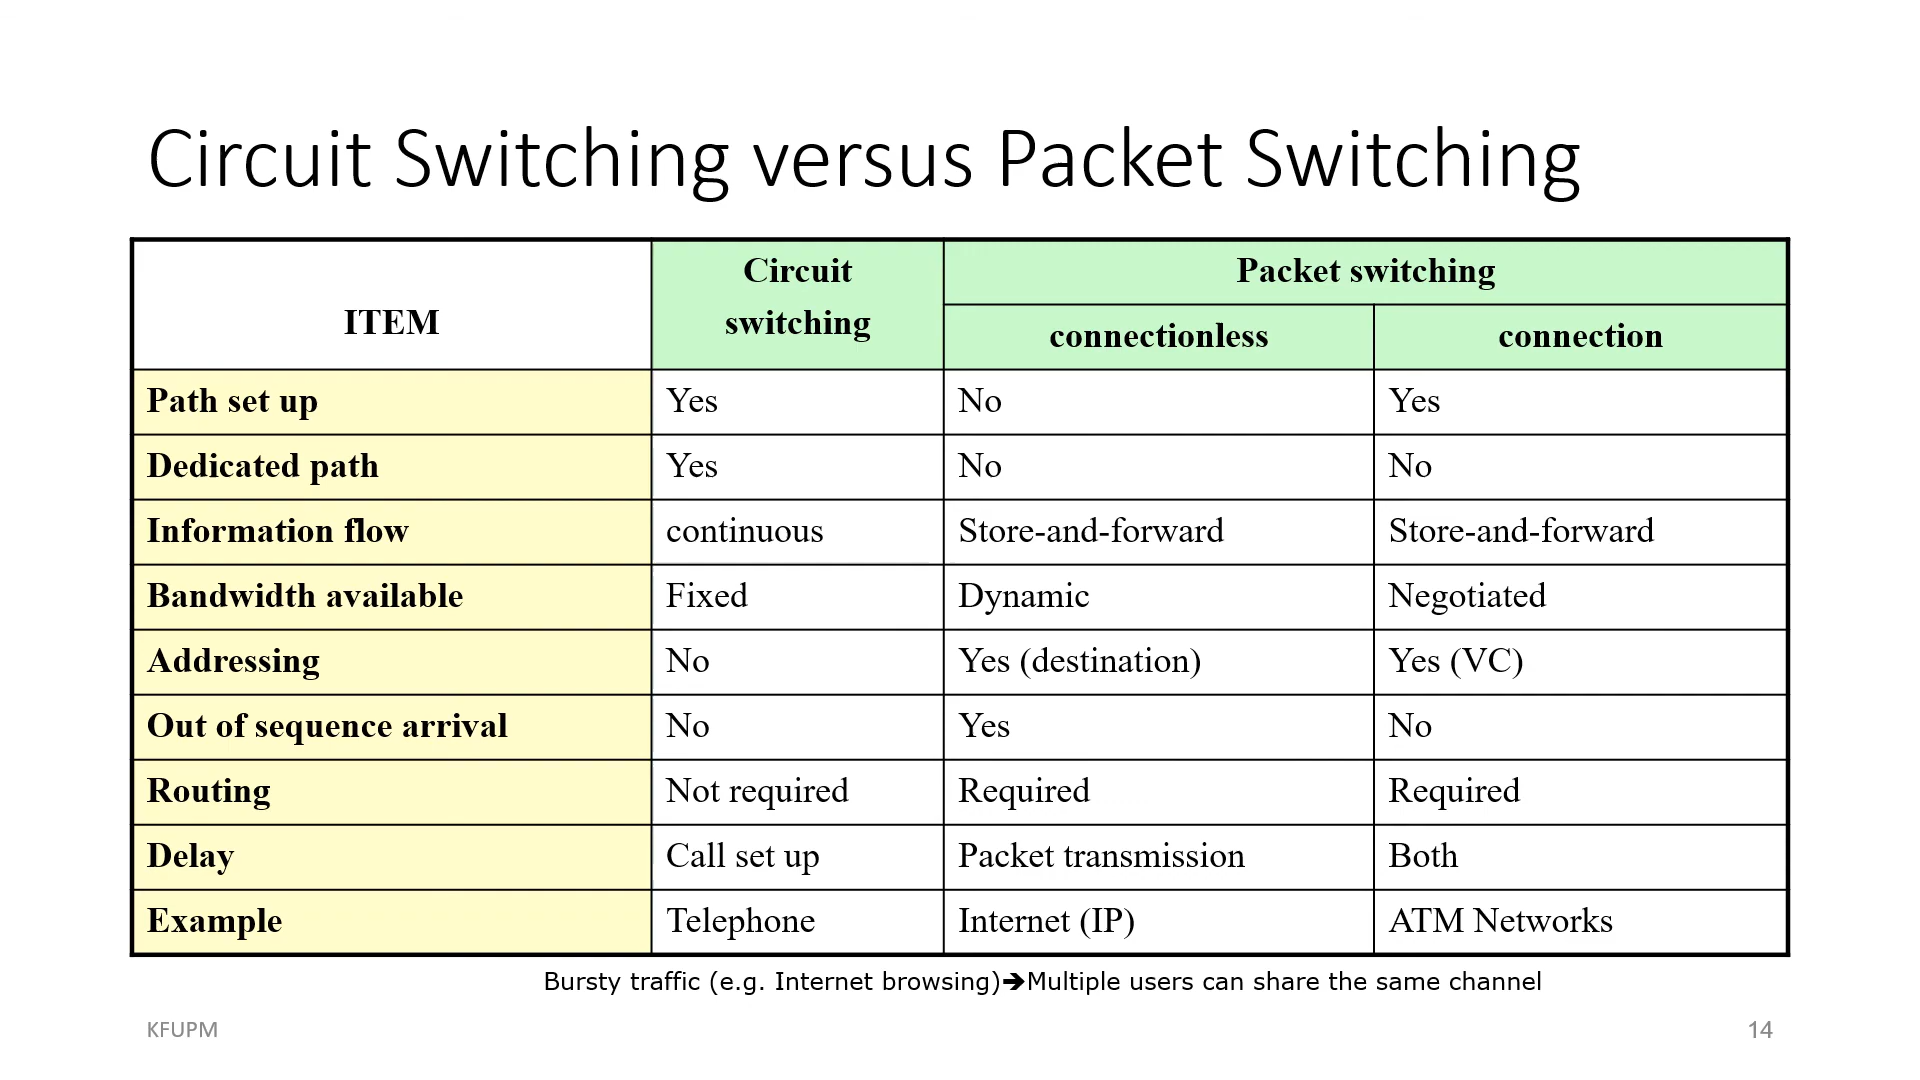 Circuit Switching versus Packet Switching
ITEM
Circuit
switching
Packet switching
connectionless
connection
Path set up
Yes
No
Yes
Dedicated path
Yes
No
No
Information flow
continuous
Store-and-forward
Store-and-forward
Bandwidth available
Fixed
Dynamic
Negotiated
Addressing
No
Yes (destination)
Yes (VC)
Out of sequence arrival
No
Yes
No
Routing
Not required
Required
Required
Delay
Call set up
Packet transmission
Both
Example
Telephone
Internet (IP)
ATM Networks
Bursty traffic (e.g. Internet browsing)➔Multiple users can share the same channel
KFUPM
14